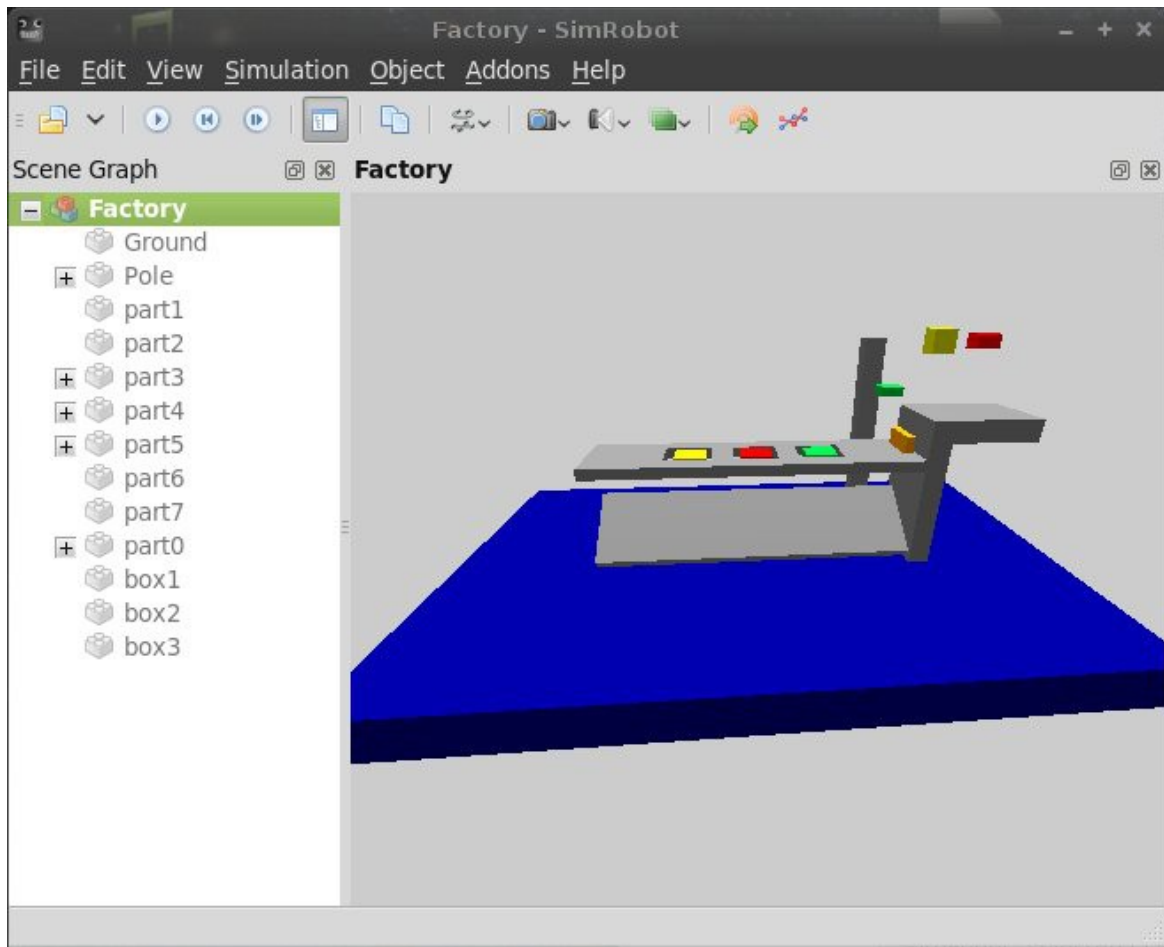 Factory - SimRobot
File Edit View Simulation Object Addons Help
Scene Graph
Factory
Factory
Ground
Pole
part1
part2
part3
part4
part5
part6
part7
part0
box1
box2
box3